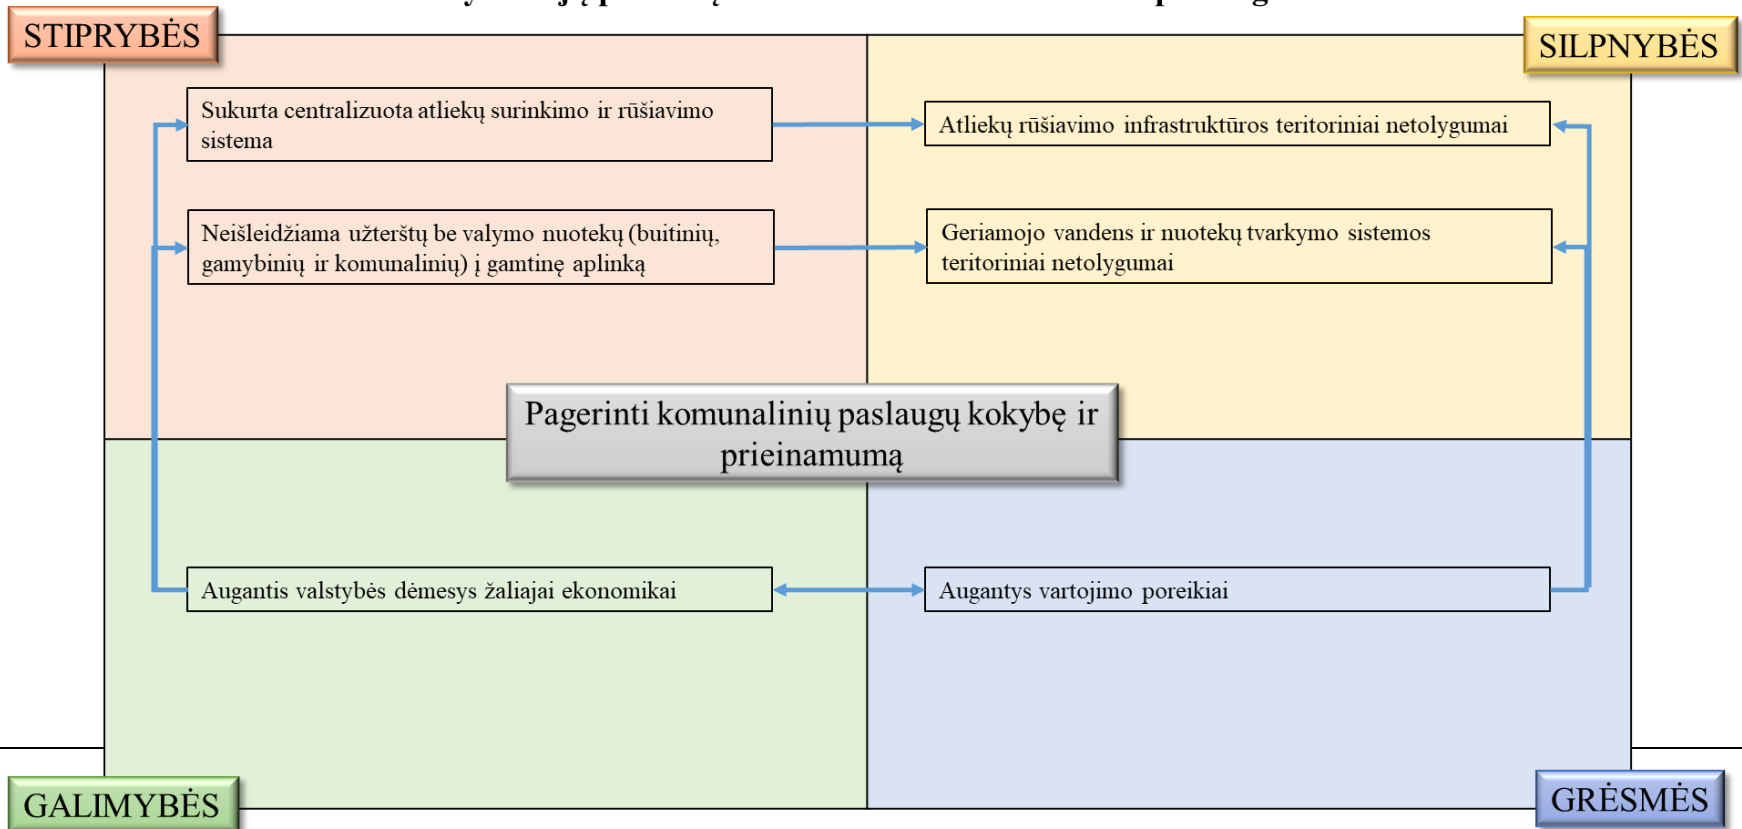 STIPRYBĖS
SILPNYBĖS
Sukurta centralizuota atliekų surinkimo ir rūšiavimo
sistema
Atliekų rūšiavimo infrastruktūros teritoriniai netolygumai
Neišleidžiama užterštų be valymo nuotekų (buitinių,
gamybinių ir komunalinių) į gamtinę aplinką
Geriamojo vandens ir nuotekų tvarkymo sistemos
teritoriniai netolygumai
Pagerinti komunalinių paslaugų kokybę ir
prieinamumą
Augantis valstybės dėmesys žaliajai ekonomikai
Augantys vartojimo poreikiai
GALIMYBĖS
GRĖSMĖS